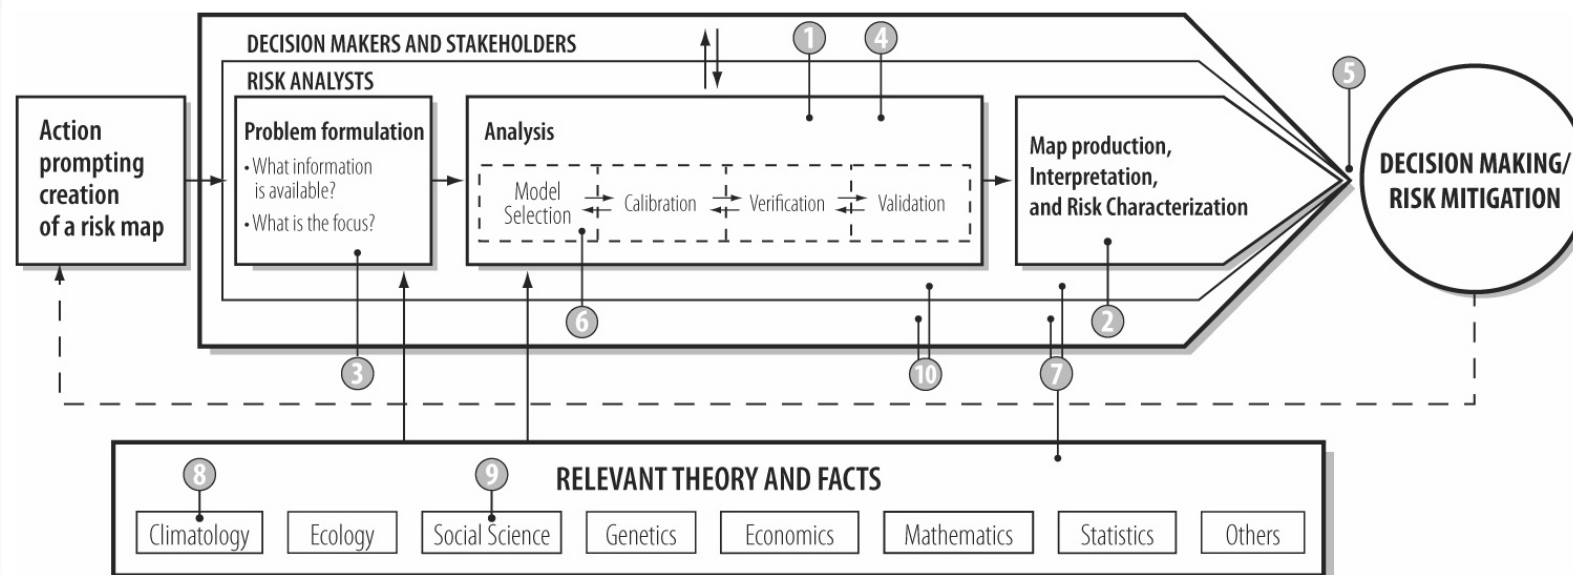 DECISION MAKERS AND STAKEHOLDERS
1
4
5
RISK ANALYSTS
Action
prompting
creation
of a risk map
Problem formulation
• What information
is available?
• What is the focus?
Analysis
Model
Selection
Calibration
Verification
Validation
Map production,
Interpretation,
and Risk Characterization
DECISION MAKING/
RISK MITIGATION
6
2
3
10
7
8
9
RELEVANT THEORY AND FACTS
Climatology
Ecology
Social Science
Genetics
Economics
Mathematics
Statistics
Others